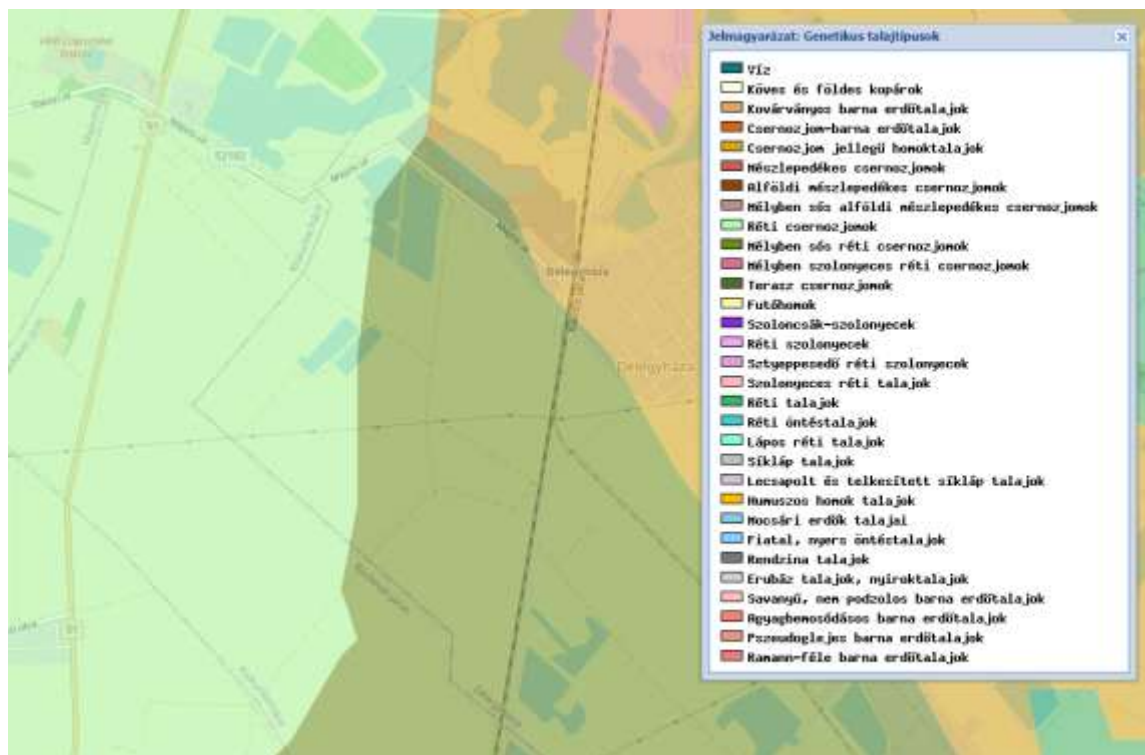 51
Delegyháza
Délegyháza
51
Jelmagyarázat: Genetikus talajtípusok
Víz
Köves és földes kopárok
Kovárványos barna erdőtalajok
Csernozjom-barna erdőtalajok
Csernozjom jellegű homoktalajok
Mészlepedékes csernozjomok
Alföldi mészlepedékes csernozjomok
Mélyben sós alföldi mészlepedékes csernozjomok
Réti csernozjomok
Mélyben sós réti csernozjomok
Mélyben szolonyeces réti csernozjomok
Terasz csernozjomok
Futóhomok
Szoloncsák-szolonyecek
Réti szolonyecek
Sztyeppesedő réti szolonyecek
Szolonyeces réti talajok
Réti talajok
Réti öntéstalajok
Lápos réti talajok
Síkláp talajok
Lecsapolt és telkesített síkláp talajok
Humuszos homok talajok
Mocsári erdők talajai
Fiatal, nyers öntéstalajok
Rendzina talajok
Erubáz talajok, nyiroktalajok
Savanyú, nem podzolos barna erdőtalajok
Agyagbemosódásos barna erdőtalajok
Pszeudoglejes barna erdőtalajok
Ramann-féle barna erdőtalajok